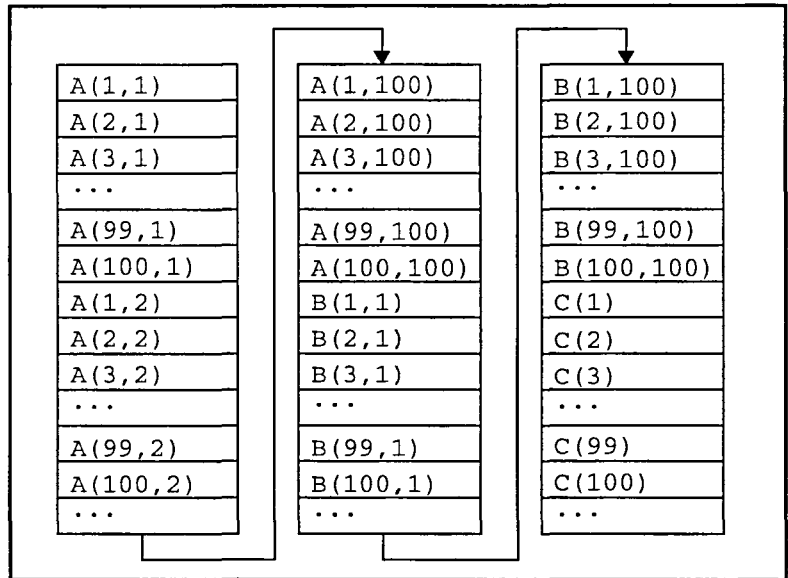 A(1,1)
A(2,1)
A(3,1)
...
A(99,1)
A(100,1)
A(1,2)
A(2,2)
A(3,2)
...
A(99,2)
A(100,2)
...
A(1,100)
A(2,100)
A(3,100)
...
A(99,100)
A(100,100)
B(1,1)
B(2,1)
B(3,1)
...
B(99,1)
B(100,1)
...
B(1,100)
B(2,100)
B(3,100)
...
B(99,100)
B(100,100)
C(1)
C(2)
C(3)
...
C(99)
C(100)
...